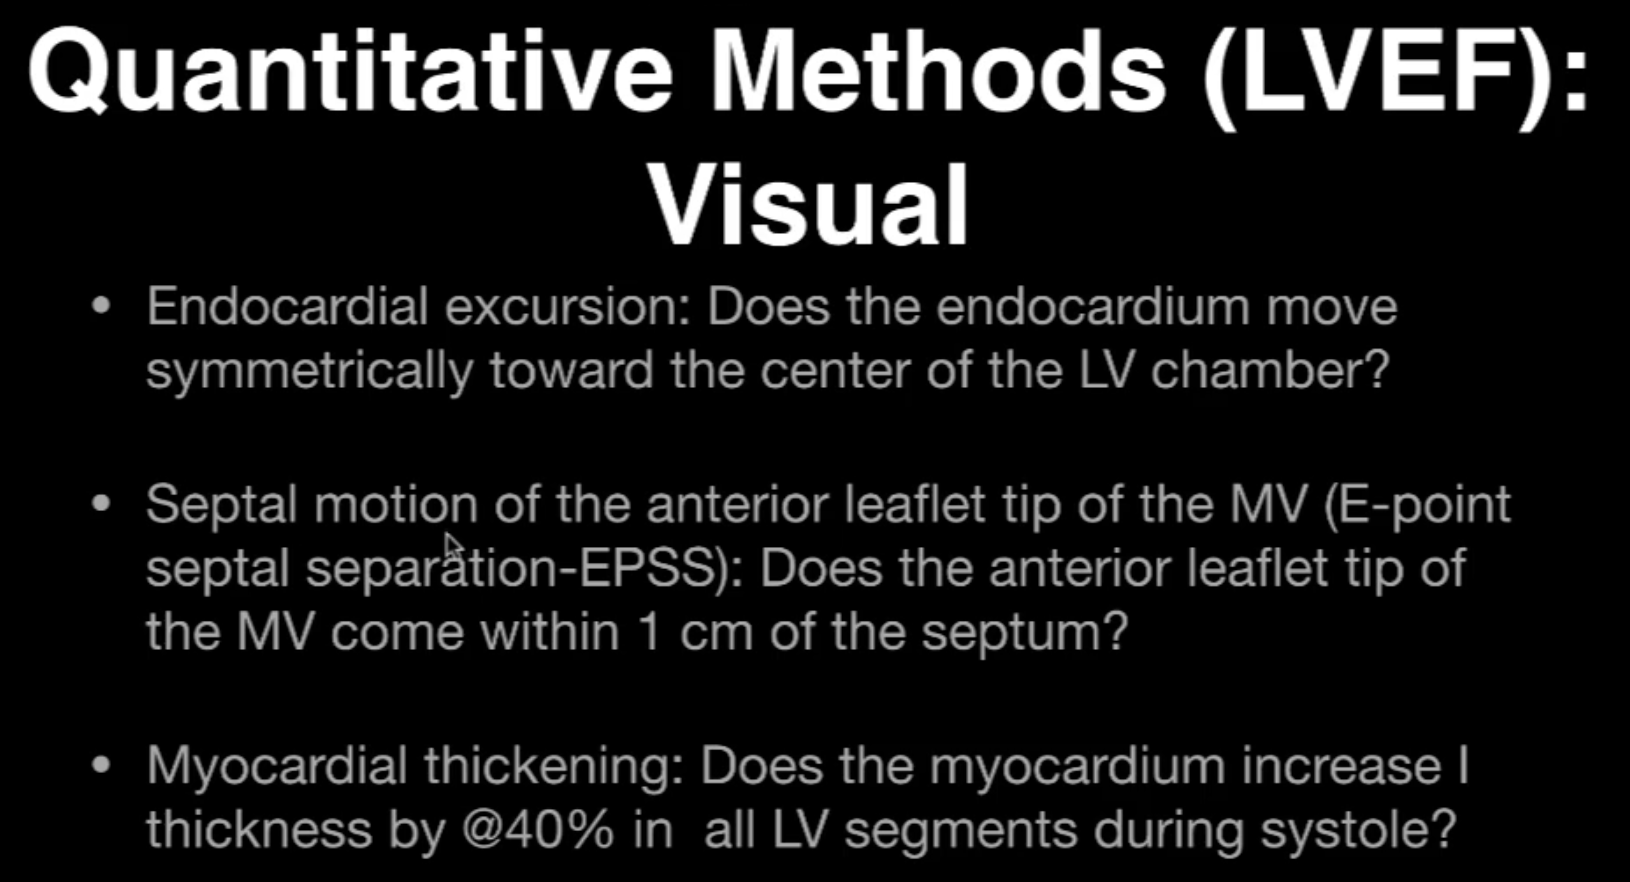 Quantitative Methods (LVEF):
Visual
• Endocardial excursion: Does the endocardium move
symmetrically toward the center of the LV chamber?
• Septal motion of the anterior leaflet tip of the MV (E-point
septal separation-EPSS): Does the anterior leaflet tip of
the MV come within 1 cm of the septum?
• Myocardial thickening: Does the myocardium increase I
thickness by @40% in  all LV segments during systole?